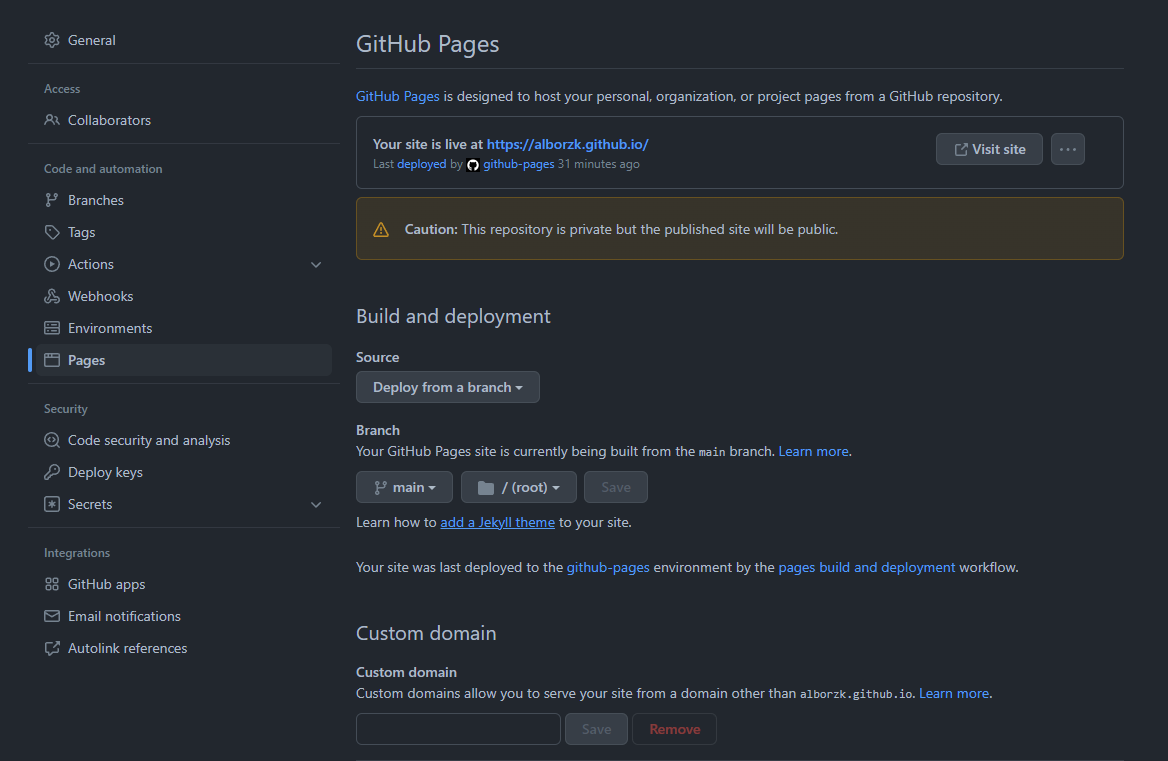 General
Access
Collaborators
Code and automation
Branches
Tags
Actions
Webhooks
Environments
Pages
Security
Code security and analysis
Deploy keys
Secrets
Integrations
GitHub apps
Email notifications
Autolink references
GitHub Pages
GitHub Pages is designed to host your personal, organization, or project pages from a GitHub repository.
Your site is live at https://alborzk.github.io/
Last deployed by github-pages 31 minutes ago
Visit site
Caution: This repository is private but the published site will be public.
Build and deployment
Source
Deploy from a branch
Branch
Your GitHub Pages site is currently being built from the main branch. Learn more.
main / (root) Save
Learn how to add a Jekyll theme to your site.
Your site was last deployed to the github-pages environment by the pages build and deployment workflow.
Custom domain
Custom domain
Custom domains allow you to serve your site from a domain other than alborzk.github.io. Learn more.
Save Remove